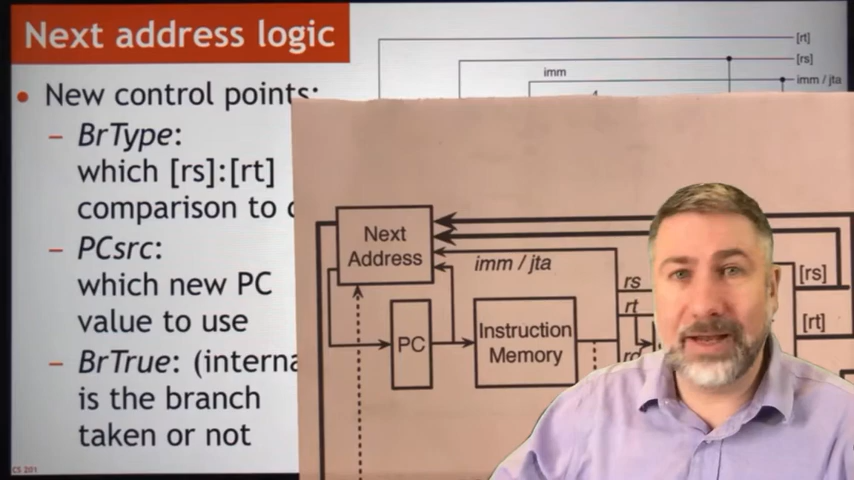 Next address logic
• New control points:
– BrType:
which [rs]:[rt]
comparison to
– PCsrc:
which new PC
value to use
– BrTrue: (interna
is the branch
taken or not
CS 201
[rt]
[rs]
imm / jta
imm
4
Next
Address
imm / jta
PC
Instruction
Memory
rs
rt
[rs]
[rt]